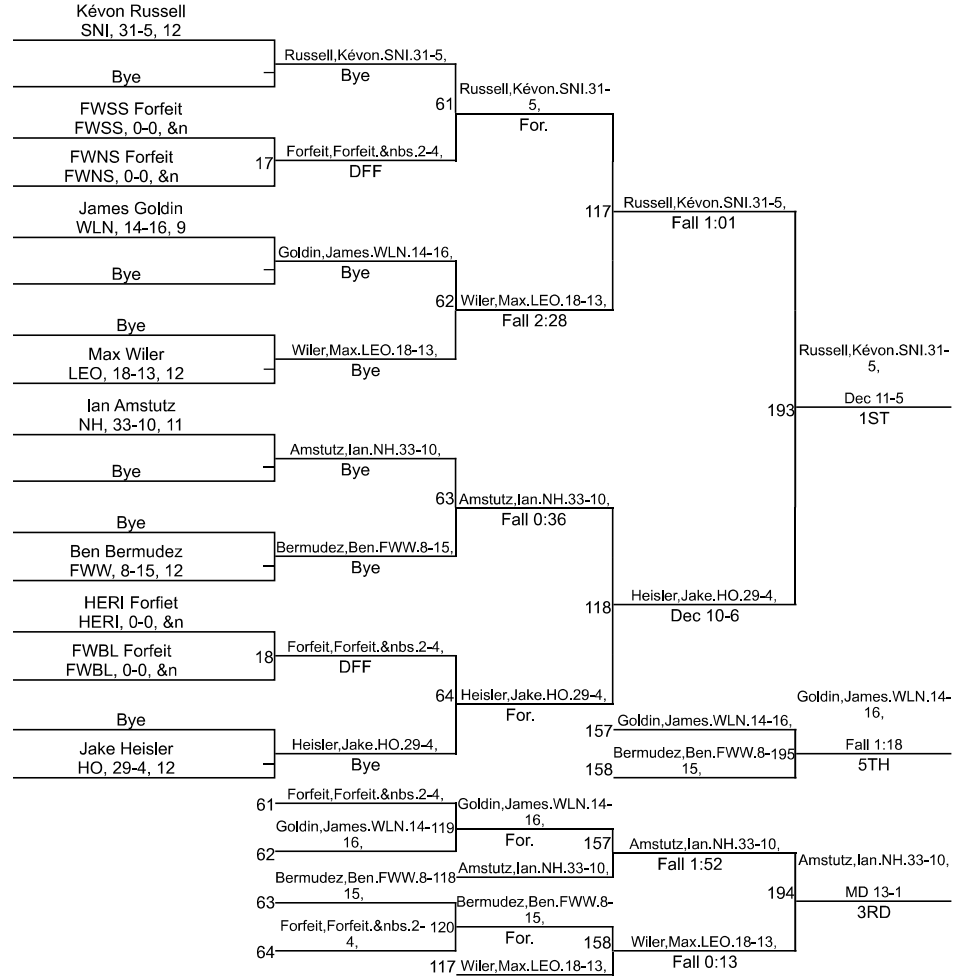 Kévon Russell
SNI, 31-5, 12
Russell,Kévon.SNI.31-5,
Bye
Bye
Russell,Kévon.SNI.31-
5,
61
For.
FWSS Forfeit
FWSS, 0-0, &n
17
Forfeit,Forfeit.&nbs.2-4,
DFF
FWNS Forfeit
FWNS, 0-0, &n
117
Russell,Kévon.SNI.31-5,
Fall 1:01
James Goldin
WLN, 14-16, 9
Goldin,James.WLN.14-16,
Bye
Bye
62
Wiler,Max.LEO.18-13,
Fall 2:28
Bye
Wiler,Max.LEO.18-13,
Bye
Max Wiler
LEO, 18-13, 12
Russell,Kévon.SNI.31-
5,
193
Dec 11-5
1ST
Ian Amstutz
NH, 33-10, 11
Amstutz,Ian.NH.33-10,
Bye
Bye
63
Amstutz,Ian.NH.33-10,
Fall 0:36
Bye
Bermudez,Ben.FWW.8-15,
Bye
Ben Bermudez
FWW, 8-15, 12
118
Heisler,Jake.HO.29-4,
Dec 10-6
HERI Forfiet
HERI, 0-0, &n
18
Forfeit,Forfeit.&nbs.2-4,
DFF
FWBL Forfeit
FWBL, 0-0, &n
64
Heisler,Jake.HO.29-4,
For.
Bye
Heisler,Jake.HO.29-4,
Bye
Jake Heisler
HO, 29-4, 12
157
Goldin,James.WLN.14-16,
Goldin,James.WLN.14-
16,
195
Fall 1:18
5TH
158
Bermudez,Ben.FWW.8-
15,
61
Forfeit,Forfeit.&nbs.2-4,
Goldin,James.WLN.14-
16,
119
For.
62
Goldin,James.WLN.14-
16,
157
Amstutz,Ian.NH.33-10,
Fall 1:52
118
Amstutz,Ian.NH.33-10,
Amstutz,Ian.NH.33-10,
194
MD 13-1
3RD
63
Bermudez,Ben.FWW.8-
15,
Bermudez,Ben.FWW.8-
15,
120
For.
64
Forfeit,Forfeit.&nbs.2-
4,
158
Wiler,Max.LEO.18-13,
Fall 0:13
117
Wiler,Max.LEO.18-13,